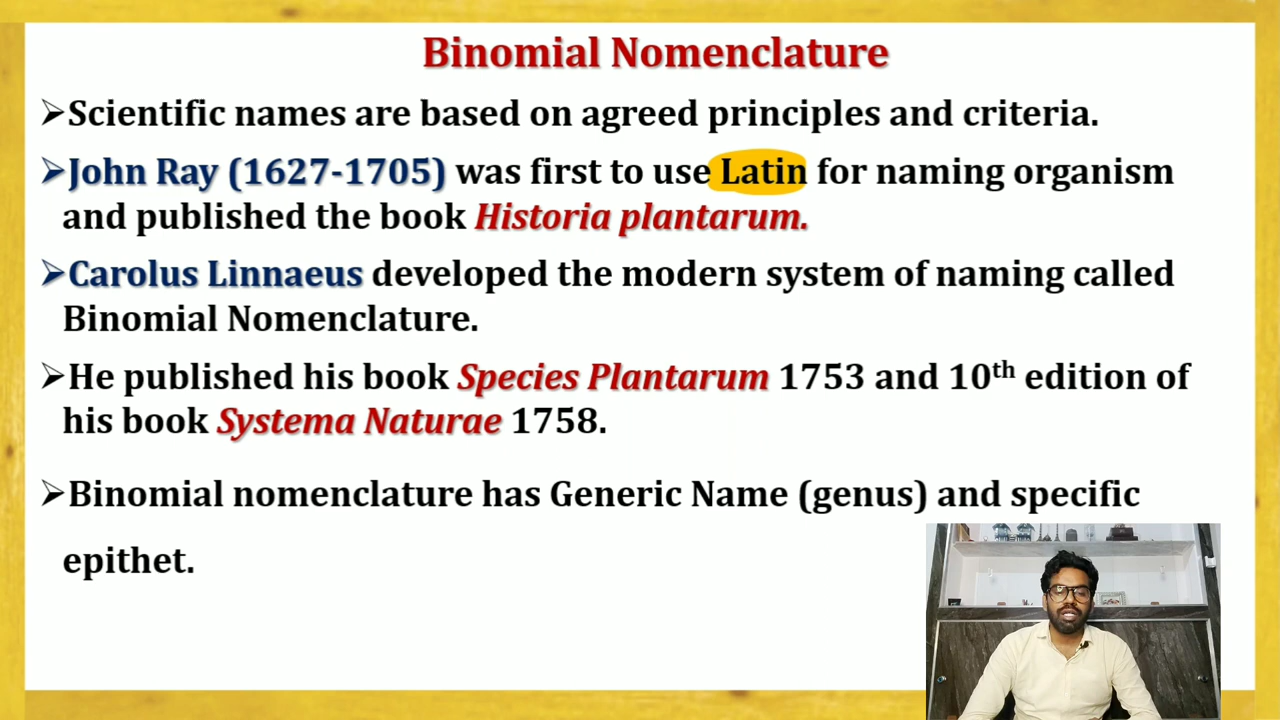 Binomial Nomenclature
➢Scientific names are based on agreed principles and criteria.
➢John Ray (1627-1705) was first to use Latin for naming organism
and published the book Historia plantarum.
➢Carolus Linnaeus developed the modern system of naming called
Binomial Nomenclature.
➢He published his book Species Plantarum 1753 and 10th edition of
his book Systema Naturae 1758.
➢Binomial nomenclature has Generic Name (genus) and specific
epithet.